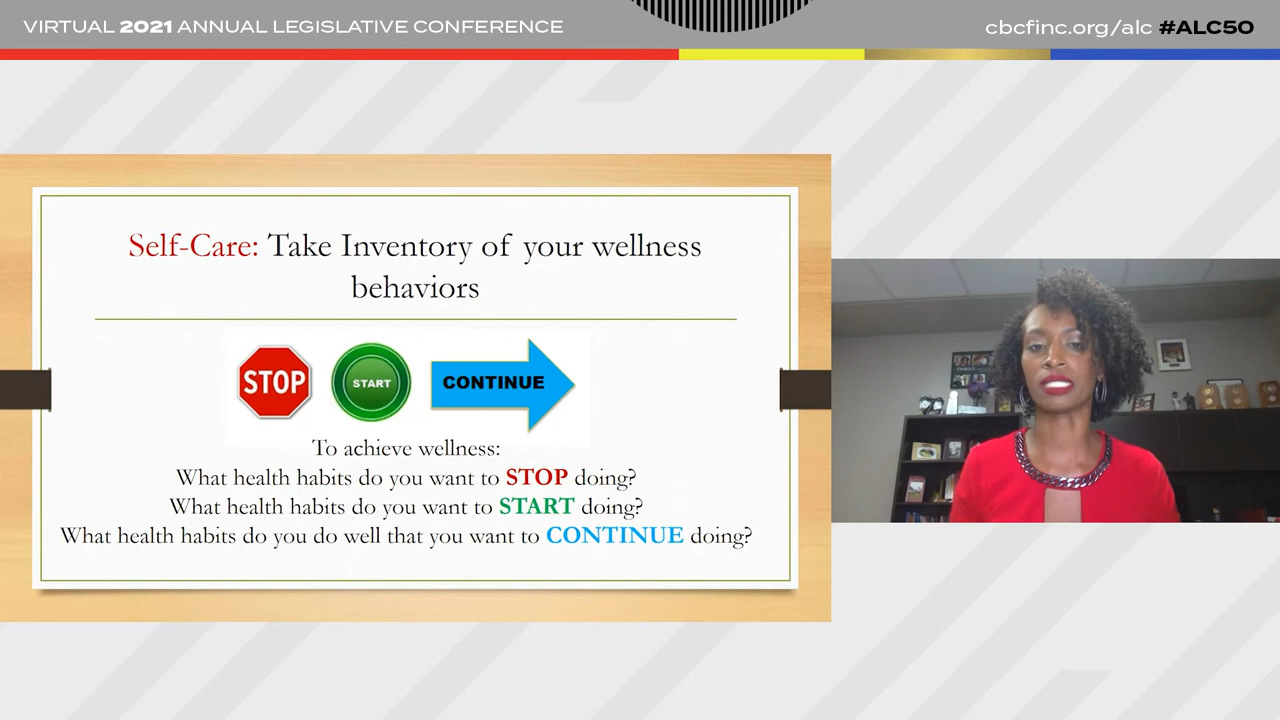 VIRTUAL 2021 ANNUAL LEGISLATIVE CONFERENCE
cbcfinc.org/alc #ALC50
Self-Care: Take Inventory of your wellness
behaviors
STOP
START
CONTINUE
To achieve wellness:
What health habits do you want to STOP doing?
What health habits do you want to START doing?
What health habits do you do well that you want to CONTINUE doing?
FAMILY